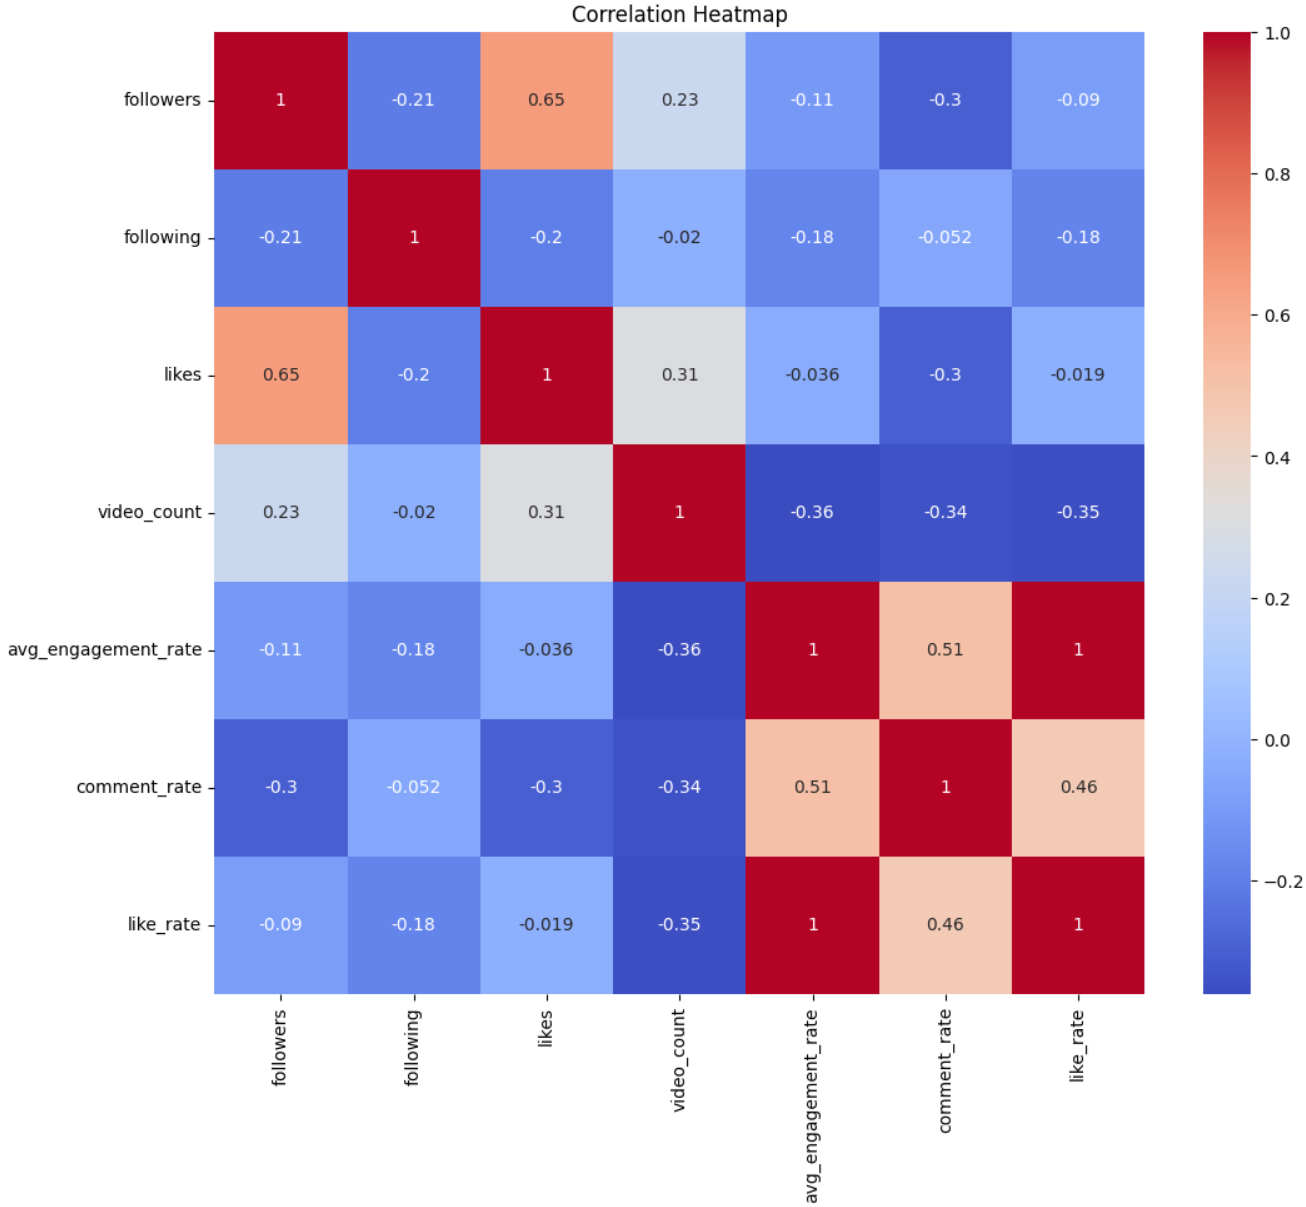 Correlation Heatmap
followers 1 -0.21 0.65 0.23 -0.11 -0.3 -0.09
following -0.21 1 -0.2 -0.02 -0.18 -0.052 -0.18
likes 0.65 -0.2 1 0.31 -0.036 -0.3 -0.019
video_count 0.23 -0.02 0.31 1 -0.36 -0.34 -0.35
avg_engagement_rate -0.11 -0.18 -0.036 -0.36 1 0.51 1
comment_rate -0.3 -0.052 -0.3 -0.34 0.51 1 0.46
like_rate -0.09 -0.18 -0.019 -0.35 1 0.46 1
followers
following
likes
video_count
avg_engagement_rate
comment_rate
like_rate
1.0
0.8
0.6
0.4
0.2
0.0
−0.2